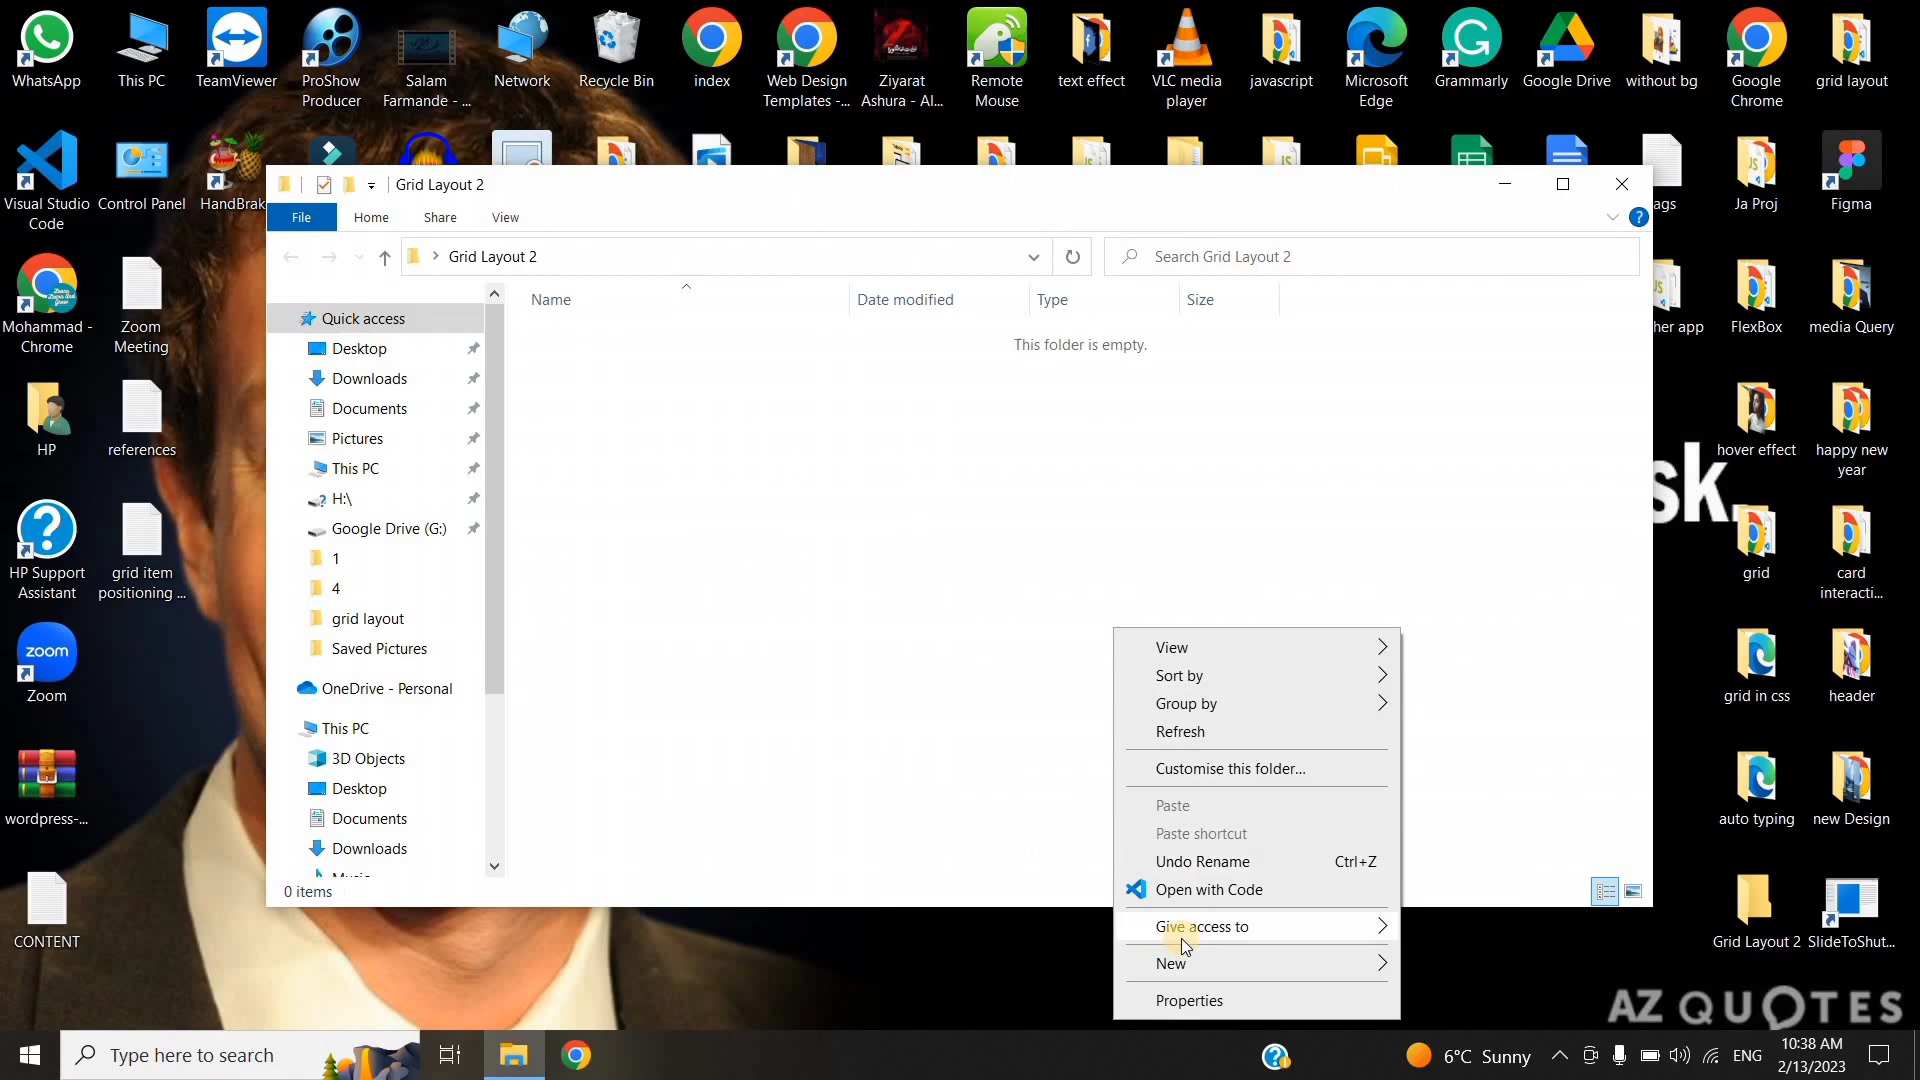 WhatsApp
This PC
TeamViewer
ProShow
Producer
Salam
Farmande - ...
Network
Recycle Bin
index
Web Design
Templates -...
Ziyarat
Ashura - Al...
Remote
Mouse
text effect
VLC media
player
javascript
Microsoft
Edge
Grammarly
Google Drive
without bg
Google
Chrome
grid layout
Visual Studio
Code
Control Panel
HandBrak
ags
Ja Proj
Figma
Grid Layout 2
File
Home
Share
View
Grid Layout 2
Search Grid Layout 2
Name
Date modified
Type
Size
This folder is empty.
Quick access
Desktop
Downloads
Documents
Pictures
This PC
H:\
Google Drive (G:)
1
4
grid layout
Saved Pictures
OneDrive - Personal
This PC
3D Objects
Desktop
Documents
Downloads
0 items
View
Sort by
Group by
Refresh
Customise this folder...
Paste
Paste shortcut
Undo Rename Ctrl+Z
Open with Code
Give access to
New
Properties
Mohammad -
Chrome
Zoom
Meeting
her app
FlexBox
media Query
HP
references
hover effect
happy new
year
sk.
HP Support
Assistant
grid item
positioning ...
grid
card
interacti...
zoom
Zoom
grid in css
header
wordpress-...
auto typing
new Design
CONTENT
Grid Layout 2
SlideToShut...
AZ QUOTES
Type here to search
6°C Sunny
ENG
10:38 AM
2/13/2023